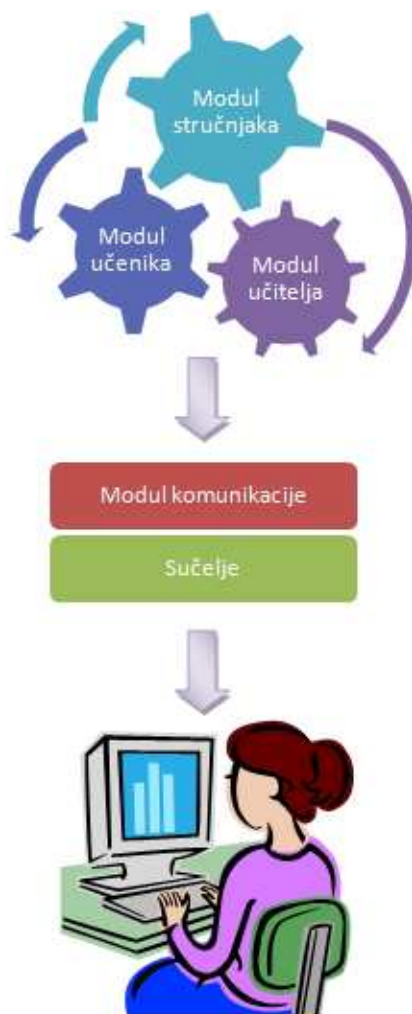 Modul
stručnjaka
Modul
učenika
Modul
učitelja
Modul komunikacije
Sučelje